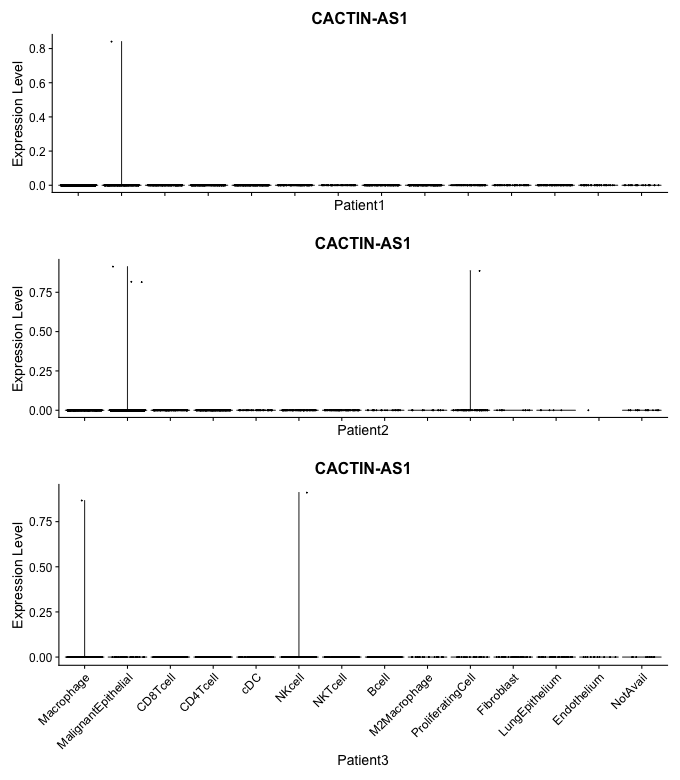 CACTIN-AS1
Expression Level
0.8
0.6
0.4
0.2
0.0
Patient1
CACTIN-AS1
Expression Level
0.75
0.50
0.25
0.00
Patient2
CACTIN-AS1
Expression Level
0.75
0.50
0.25
0.00
Macrophage
MalignantEpithelial
CD8Tcell
CD4Tcell
cDC
NKcell
NKTcell
Bcell
M2Macrophage
ProliferatingCell
Fibroblast
LungEpithelium
Endothelium
NotAvail
Patient3